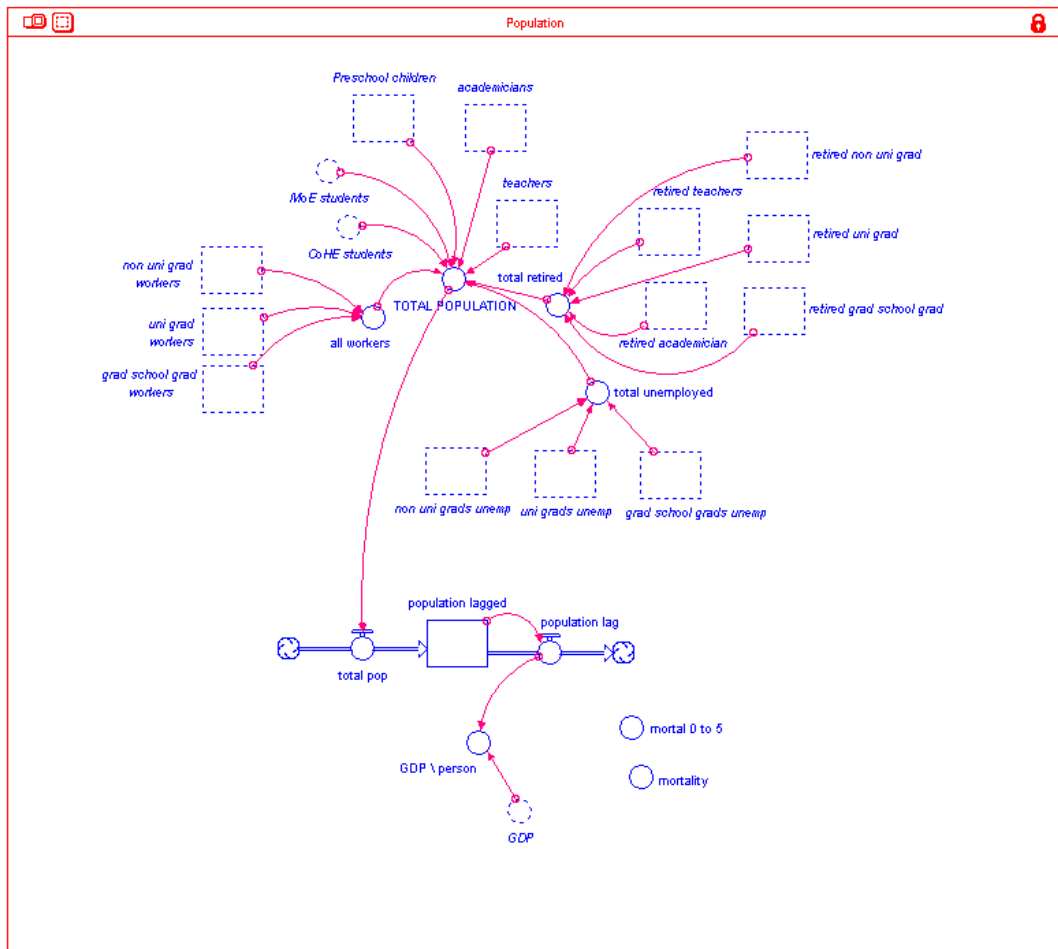 Population
Preschool children
academicians
MoE students
teachers
CoHE students
retired non uni grad
retired teachers
retired uni grad
non uni grad
workers
total retired
TOTAL POPULATION
uni grad
workers
all workers
retired academician
retired grad school grad
grad school grad
workers
total unemployed
non uni grads unemp
uni grads unemp
grad school grads unemp
population lagged
population lag
total pop
mortal 0 to 5
GDP \ person
mortality
GDP